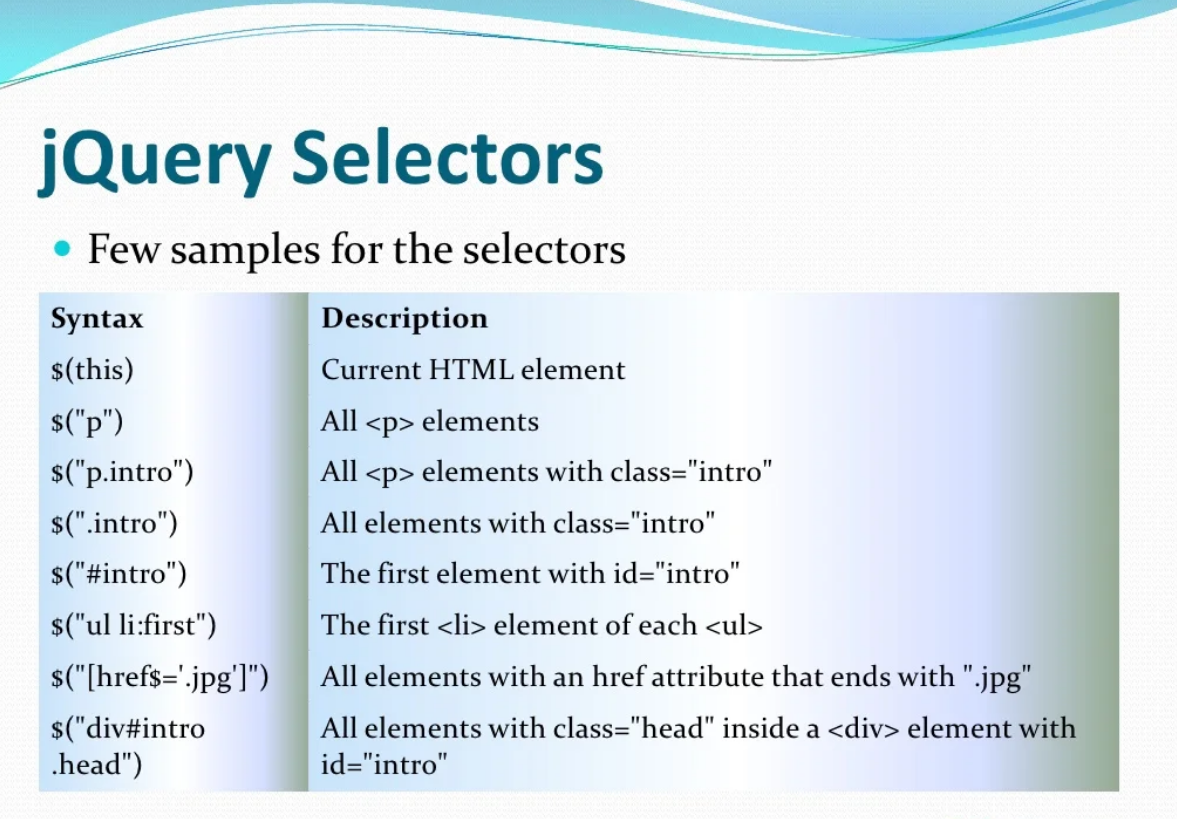 jQuery Selectors
Few samples for the selectors
Syntax Description
$(this) Current HTML element
$("p") All <p> elements
$("p.intro") All <p> elements with class="intro"
$(".intro") All elements with class="intro"
$("#intro") The first element with id="intro"
$("ul li:first") The first <li> element of each <ul>
$("[href$='.jpg']") All elements with an href attribute that ends with ".jpg"
$("div#intro
.head")
All elements with class="head" inside a <div> element with
id="intro"